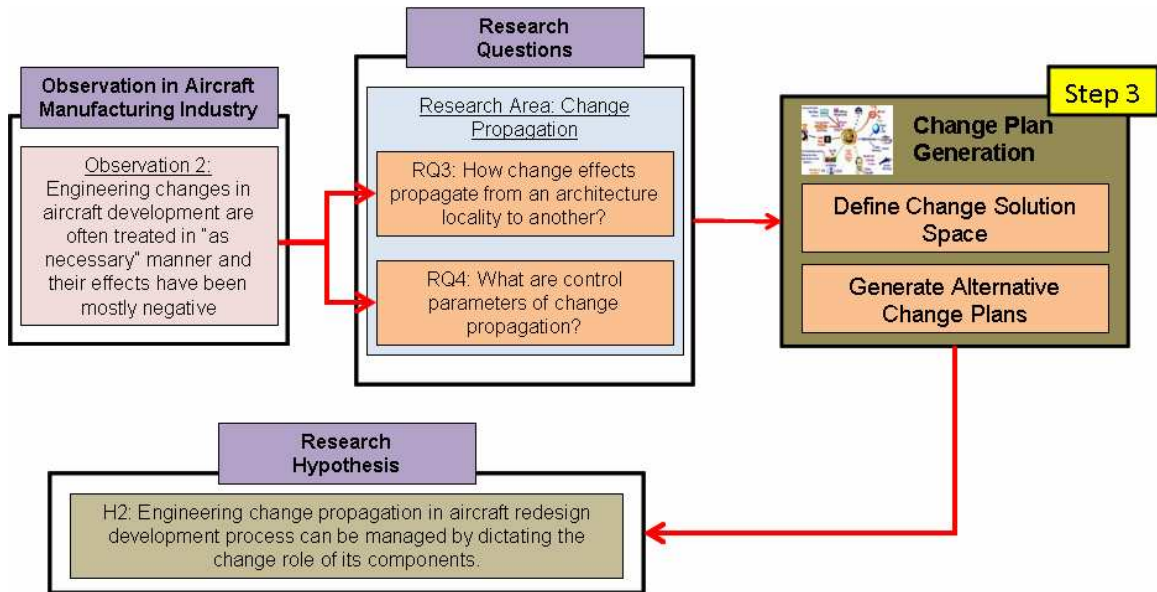 Observation in Aircraft
Manufacturing Industry
Observation 2:
Engineering changes in
aircraft development are
often treated in "as
necessary" manner and
their effects have been
mostly negative
Research
Questions
Research Area: Change
Propagation
RQ3: How change effects
propagate from an architecture
locality to another?
RQ4: What are control
parameters of change
propagation?
Step 3
Change Plan
Generation
Define Change Solution
Space
Generate Alternative
Change Plans
Research
Hypothesis
H2: Engineering change propagation in aircraft redesign
development process can be managed by dictating the
change role of its components.